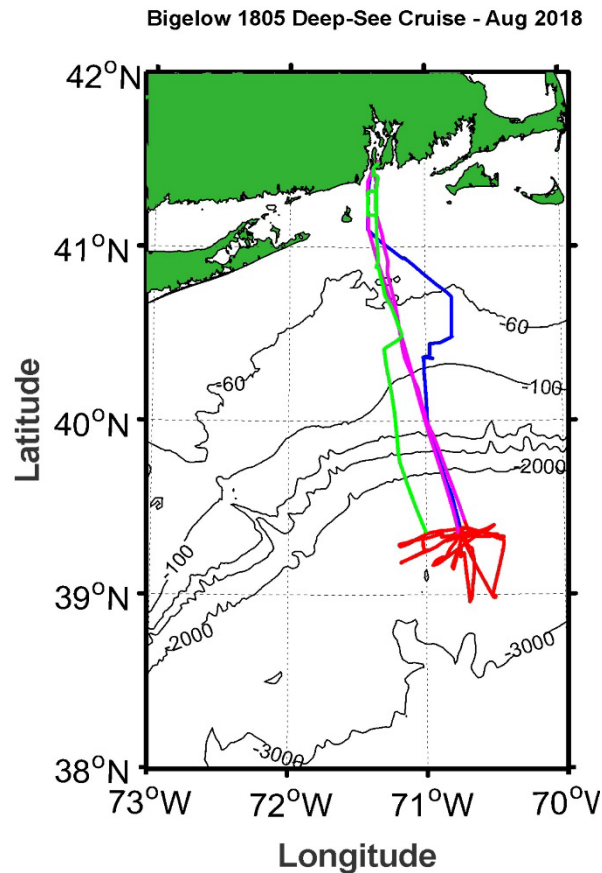 Bigelow 1805 Deep-See Cruise - Aug 2018
42°N
41°N
-60
-60
-100
Latitude
40°N
-2000
-100
39°N
-2000
-3000
-3000
38°N
73°W 72°W 71°W 70°W
Longitude